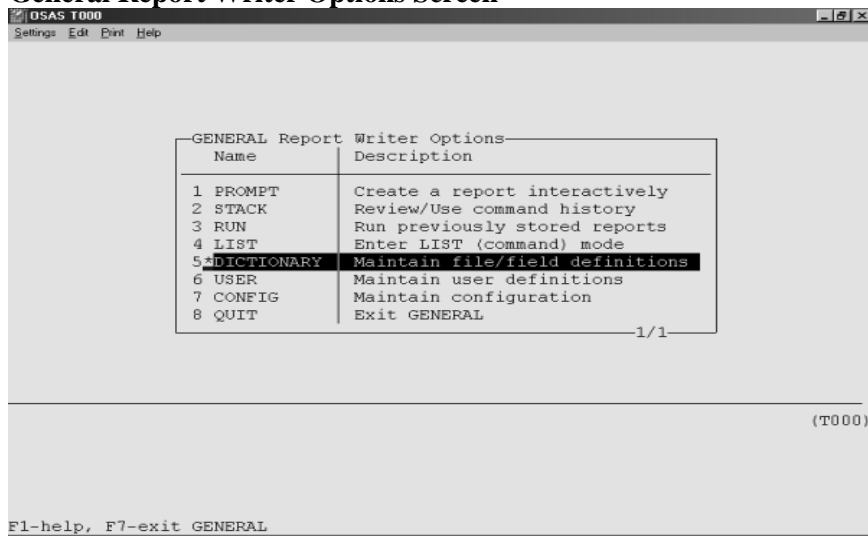 General Report Writer Options Screen
OSAS T000
Settings Edit Print Help
GENERAL Report Writer Options
Name Description
1 PROMPT Create a report interactively
2 STACK Review/Use command history
3 RUN Run previously stored reports
4 LIST Enter LIST (command) mode
5*DICTIONARY Maintain file/field definitions
6 USER Maintain user definitions
7 CONFIG Maintain configuration
8 QUIT Exit GENERAL
1/1
(T000)
F1-help, F7-exit GENERAL